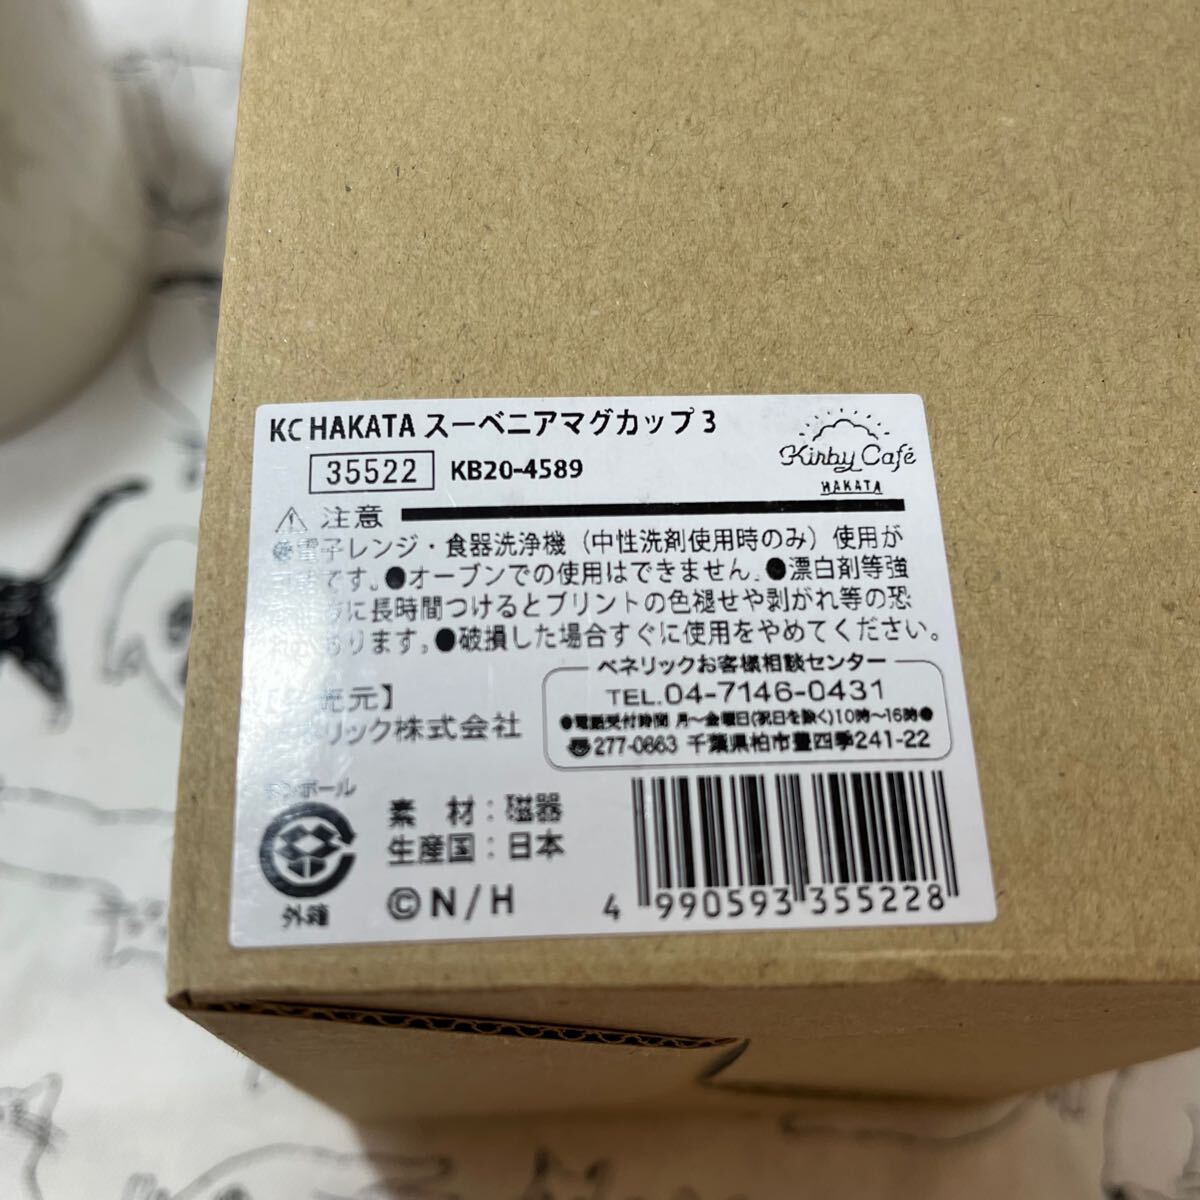 KC HAKATA スーベニアマグカップ 3
Kirby Café
HAKATA
35522 KB20-4589
注意
電子レンジ・食器洗浄機（中性洗剤使用時のみ）使用が
です。●オーブンでの使用はできません。●漂白剤等強
に長時間つけるとプリントの色褪せや剥がれ等の恐
あります。●破損した場合すぐに使用をやめてください。
ベネリックお客様相談センター
TEL.04-7146-0431
●電話受付時間 月〜金曜日(祝日を除く)10時〜16時●
〒277-0863 千葉県柏市豊四季241-22
売元】
ネリック株式会社
ダンボール
外箱
素 材：磁器
生産国：日本
©N/H
4 990593 355228